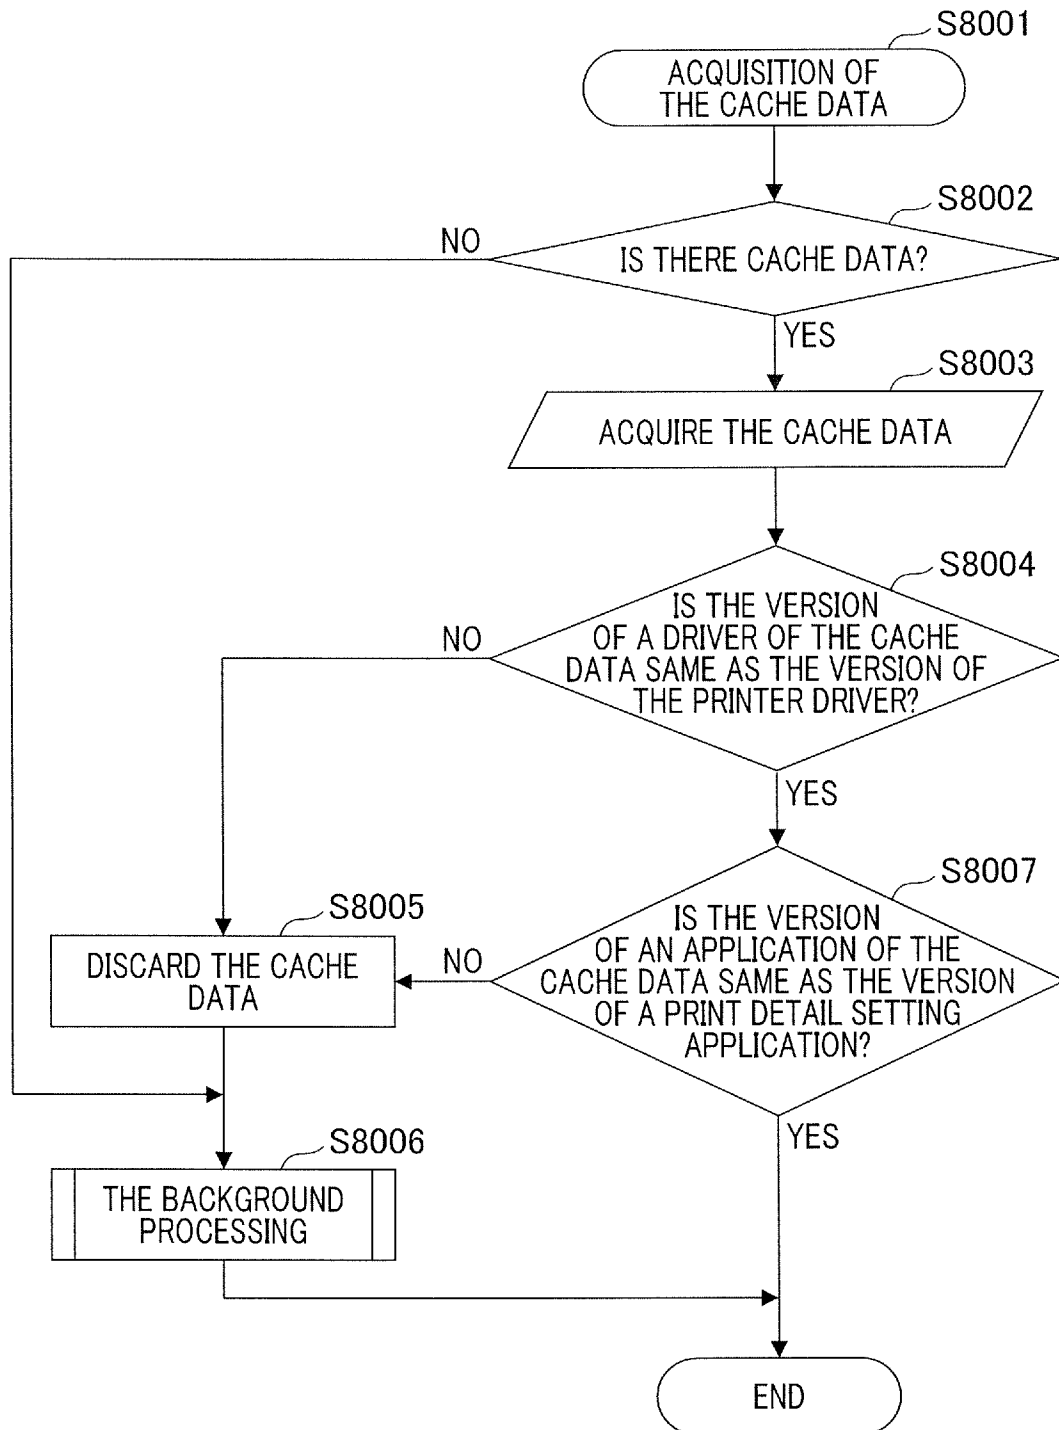 S8001
ACQUISITION OF
THE CACHE DATA
S8002
NO
IS THERE CACHE DATA?
YES
S8003
ACQUIRE THE CACHE DATA
S8004
NO
IS THE VERSION
OF A DRIVER OF THE CACHE
DATA SAME AS THE VERSION OF
THE PRINTER DRIVER?
YES
S8007
S8005
DISCARD THE CACHE
DATA
NO
IS THE VERSION
OF AN APPLICATION OF THE
CACHE DATA SAME AS THE VERSION
OF A PRINT DETAIL SETTING
APPLICATION?
YES
S8006
THE BACKGROUND
PROCESSING
END